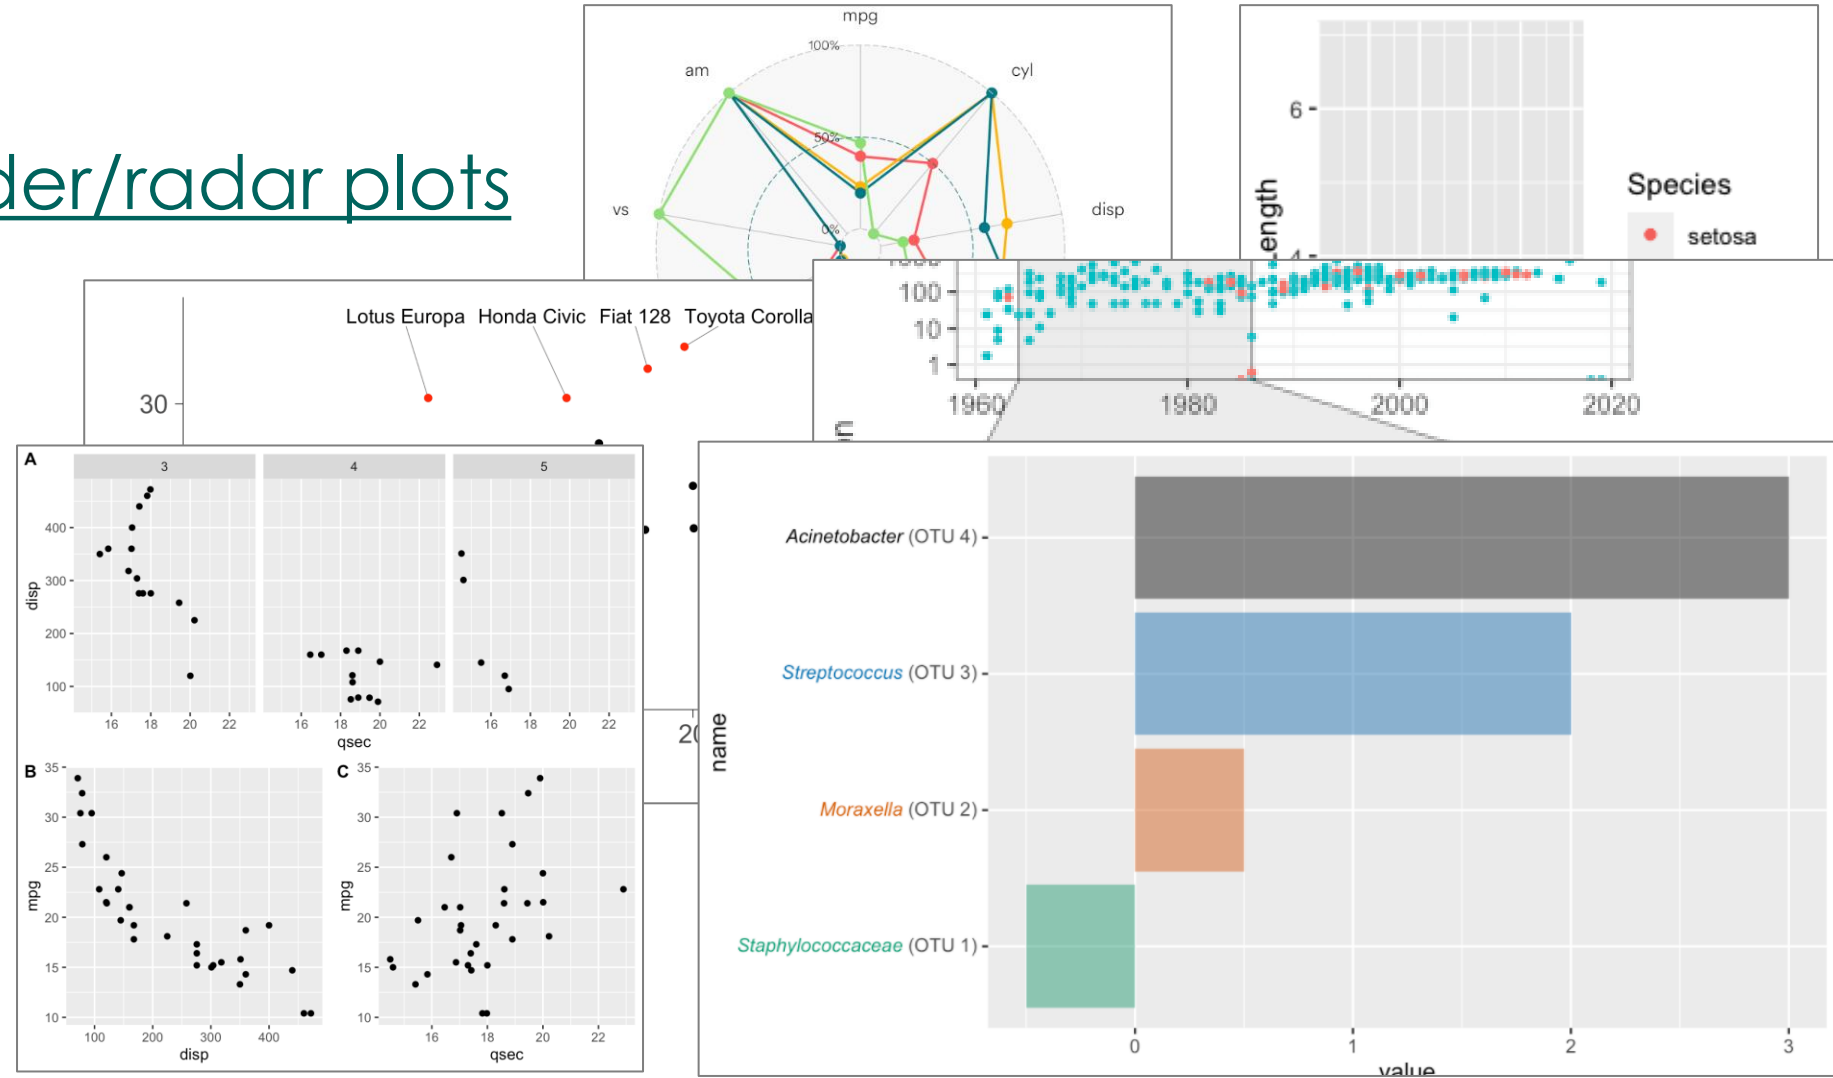 der/radar plots
mpg
100%
am
cyl
50%
vs
disp
0%
6
Length
Species
setosa
4
100
10
1
1960
1980
2000
2020
Lotus Europa
Honda Civic
Fiat 128
Toyota Corolla
30
A
3
4
5
400
300
200
100
disp
16 18 20 22
16 18 20 22
16 18 20 22
qsec
B
35
30
25
20
15
10
mpg
100 200 300 400
disp
C
35
30
25
20
15
10
mpg
16 18 20 22
qsec
name
Acinetobacter (OTU 4)
Streptococcus (OTU 3)
Moraxella (OTU 2)
Staphylococcaceae (OTU 1)
0 1 2 3
value